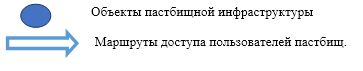 Объекты пастбищной инфраструктуры
Маршруты доступа пользователей пастбищ.